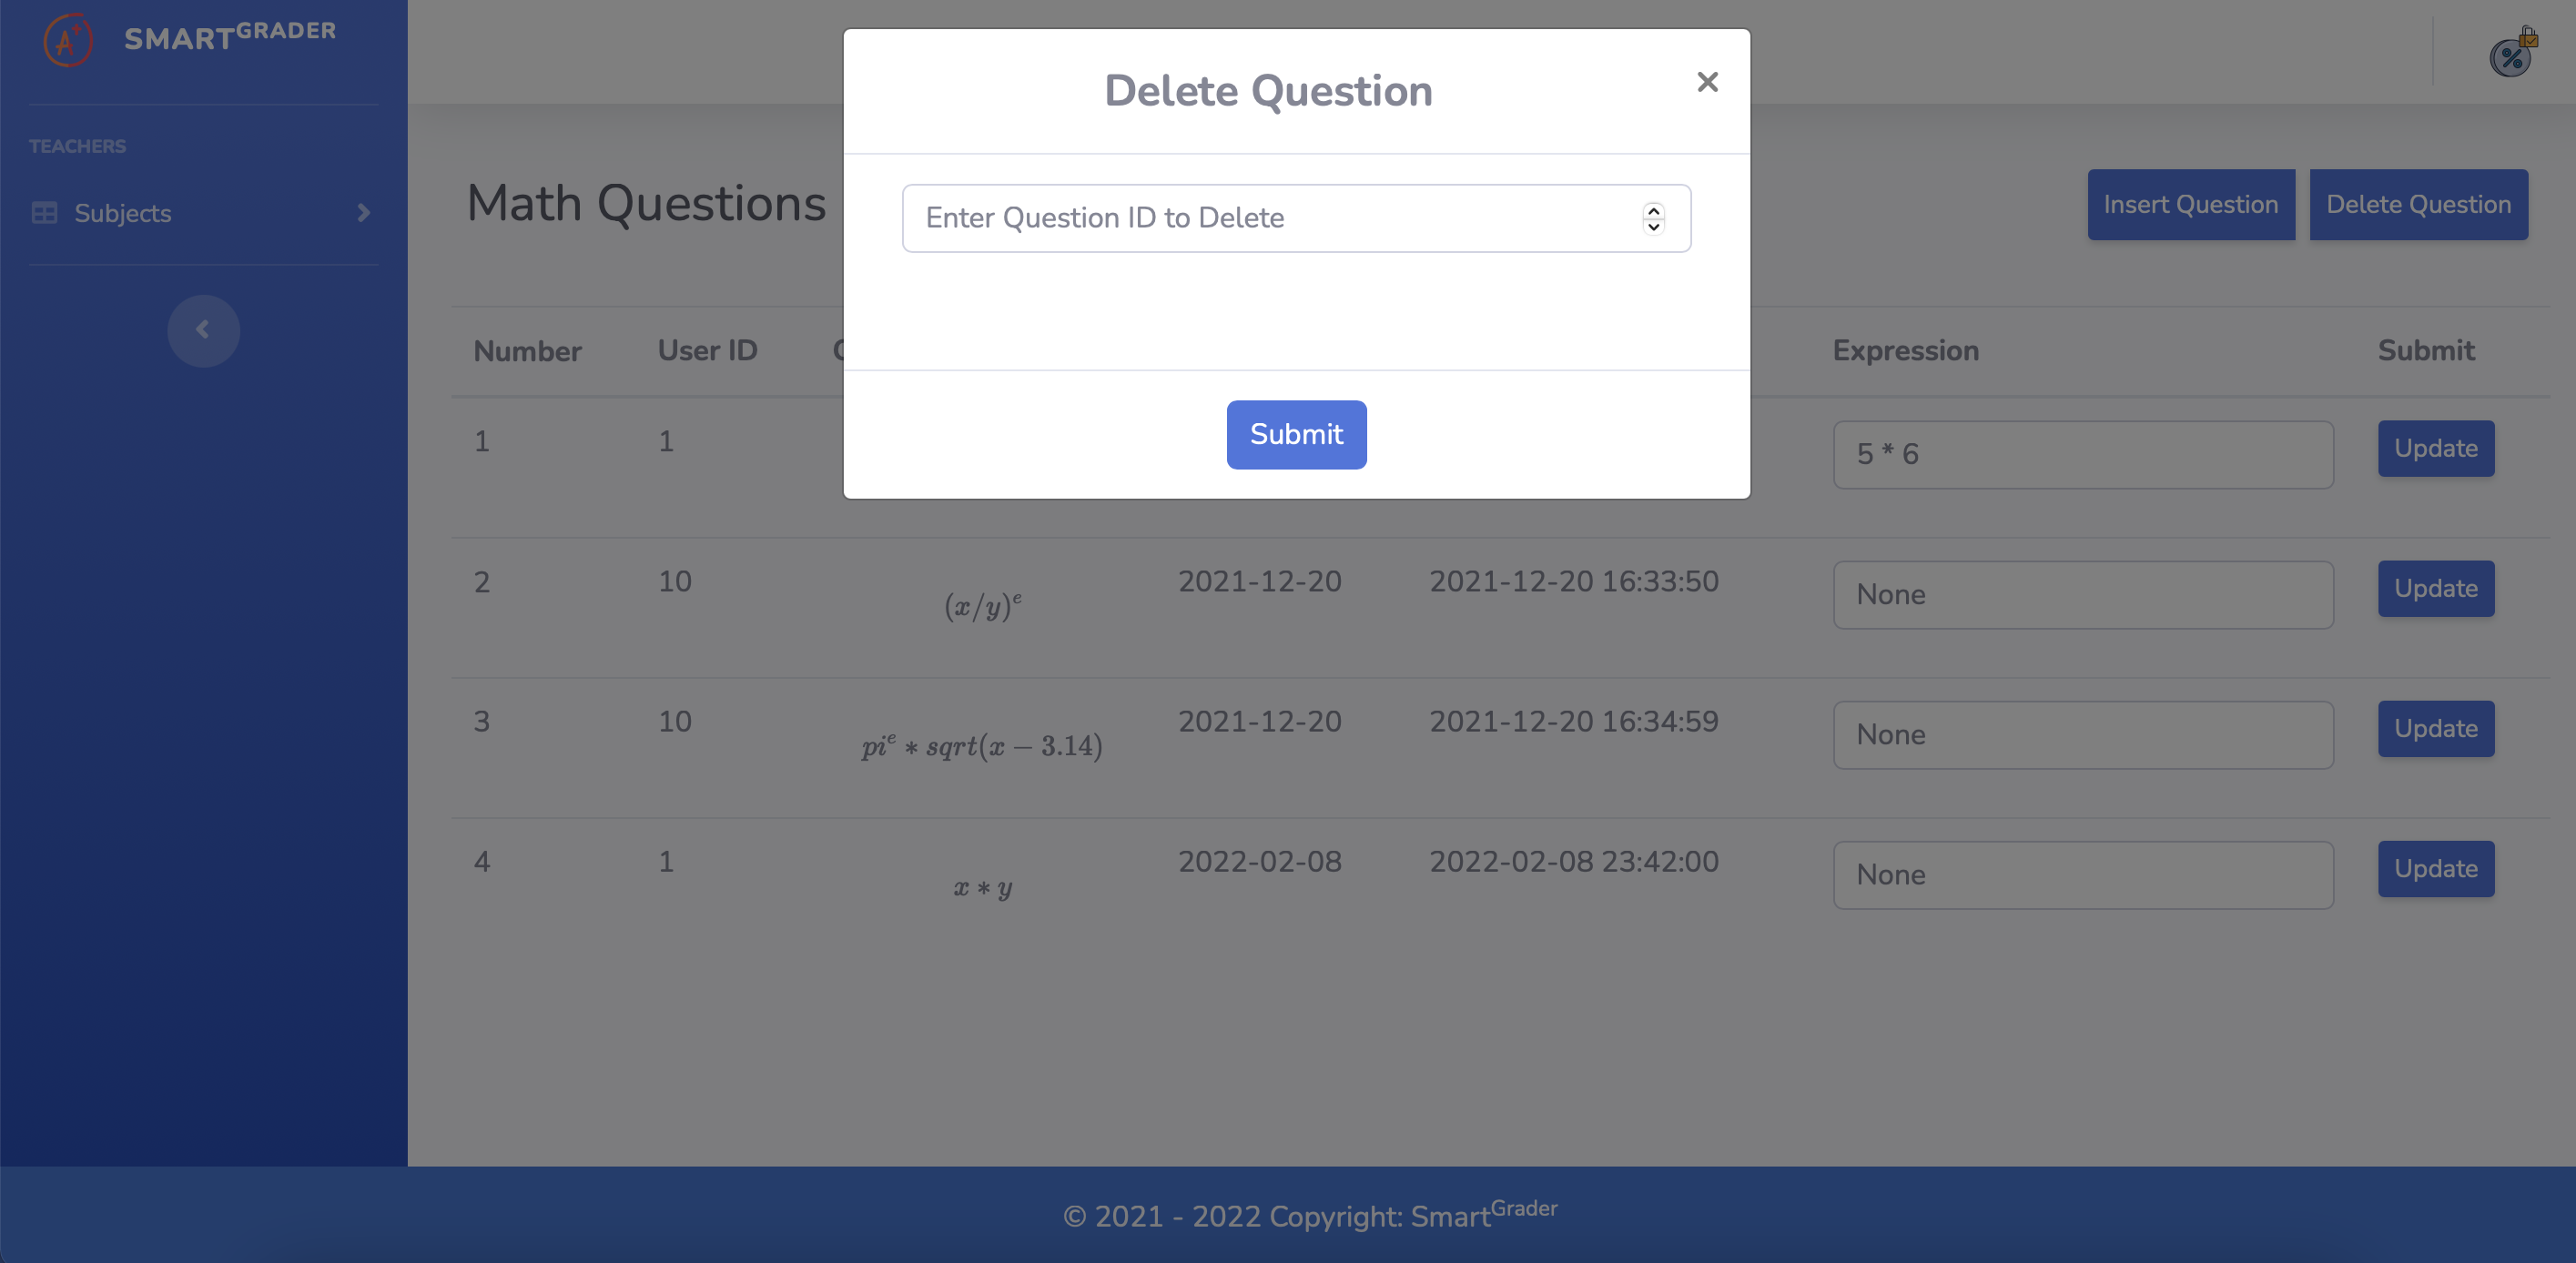 SMARTGRADER
TEACHERS
Subjects
Delete Question ×
Enter Question ID to Delete
Submit
Math Questions Insert Question Delete Question
Number User ID Expression Submit
1 1 5 * 6 Update
2 10 (x/y)^e 2021-12-20 2021-12-20 16:33:50 None Update
3 10 pi^e * sqrt(x − 3.14) 2021-12-20 2021-12-20 16:34:59 None Update
4 1 x * y 2022-02-08 2022-02-08 23:42:00 None Update
© 2021 - 2022 Copyright: SmartGrader